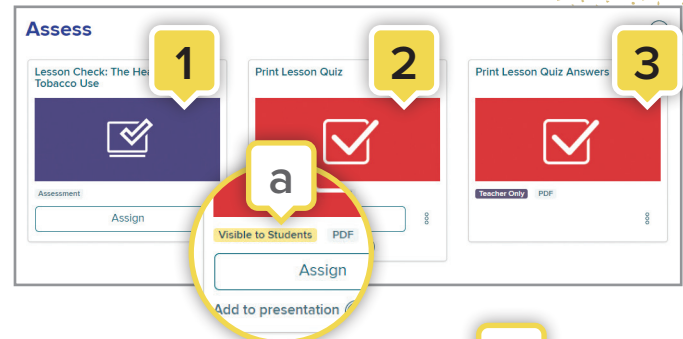 Assess
1
2
3
Lesson Check: The Hea
Tobacco Use
Print Lesson Quiz
Print Lesson Quiz Answers
a
Assessment
Teacher Only PDF
Assign
Visible to Students PDF
Assign
Add to presentation